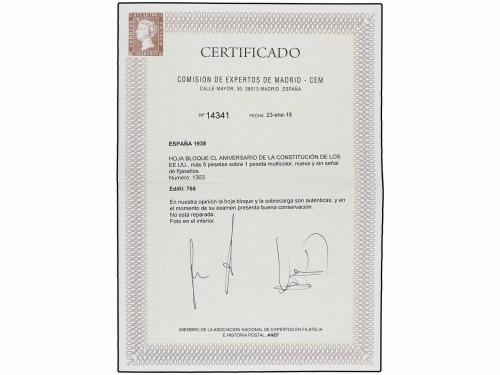 CERTIFICADO
COMISION DE EXPERTOS DE MADRID - CEM
CALLE MAYOR, 30. 28013 MADRID. ESPAÑA
Nº 14341 FECHA 23-ene-18
ESPAÑA 1938
HOJA BLOQUE CL ANIVERSARIO DE LA CONSTITUCIÓN DE LOS
EE.UU., más 5 pesetas sobre 1 peseta multicolor, nueva y sin señal
de fijasellos.
Número: 1303.
Edifil: 766
En nuestra opinión la hoja bloque y la sobrecarga son autenticas, y en
el momento de su examen presenta buena conservación.
No está reparada.
Foto en el interior.
MIEMBRO DE LA ASOCIACIÓN NACIONAL DE EXPERTOS EN FILATELIA
E HISTORIA POSTAL. ANEF